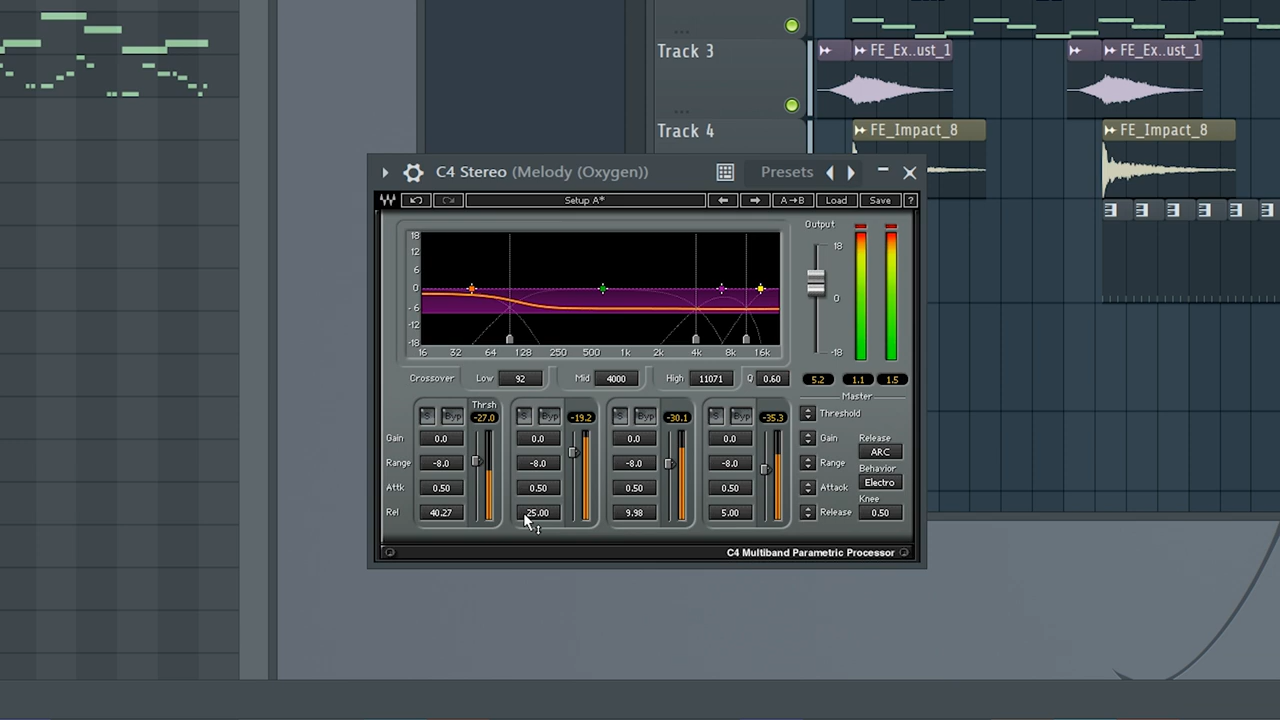 Track 3
FE_Ex..ust_1
FE_Ex..ust_1
Track 4
FE_Impact_8
FE_Impact_8
C4 Stereo (Melody (Oxygen))
Presets
Setup A*
A→B
Load
Save
?
Output
18
12
6
0
-6
-12
-18
18
0
-18
16 32 64 128 250 500 1k 2k 4k 8k 16k
Crossover Low 92 Mid 4000 High 11071 Q 0.60
5.2 1.1 1.5
Master
Thrsh
S Byp -27.0 S Byp -19.2 S Byp -30.1 S Byp -35.3 Threshold
Gain 0.0 0.0 0.0 0.0 Gain Release
ARC
Range -8.0 -8.0 -8.0 -8.0 Range Behavior
Attk 0.50 0.50 0.50 0.50 Attack Electro
Knee
Rel 40.27 25.00 9.98 5.00 Release 0.50
C4 Multiband Parametric Processor